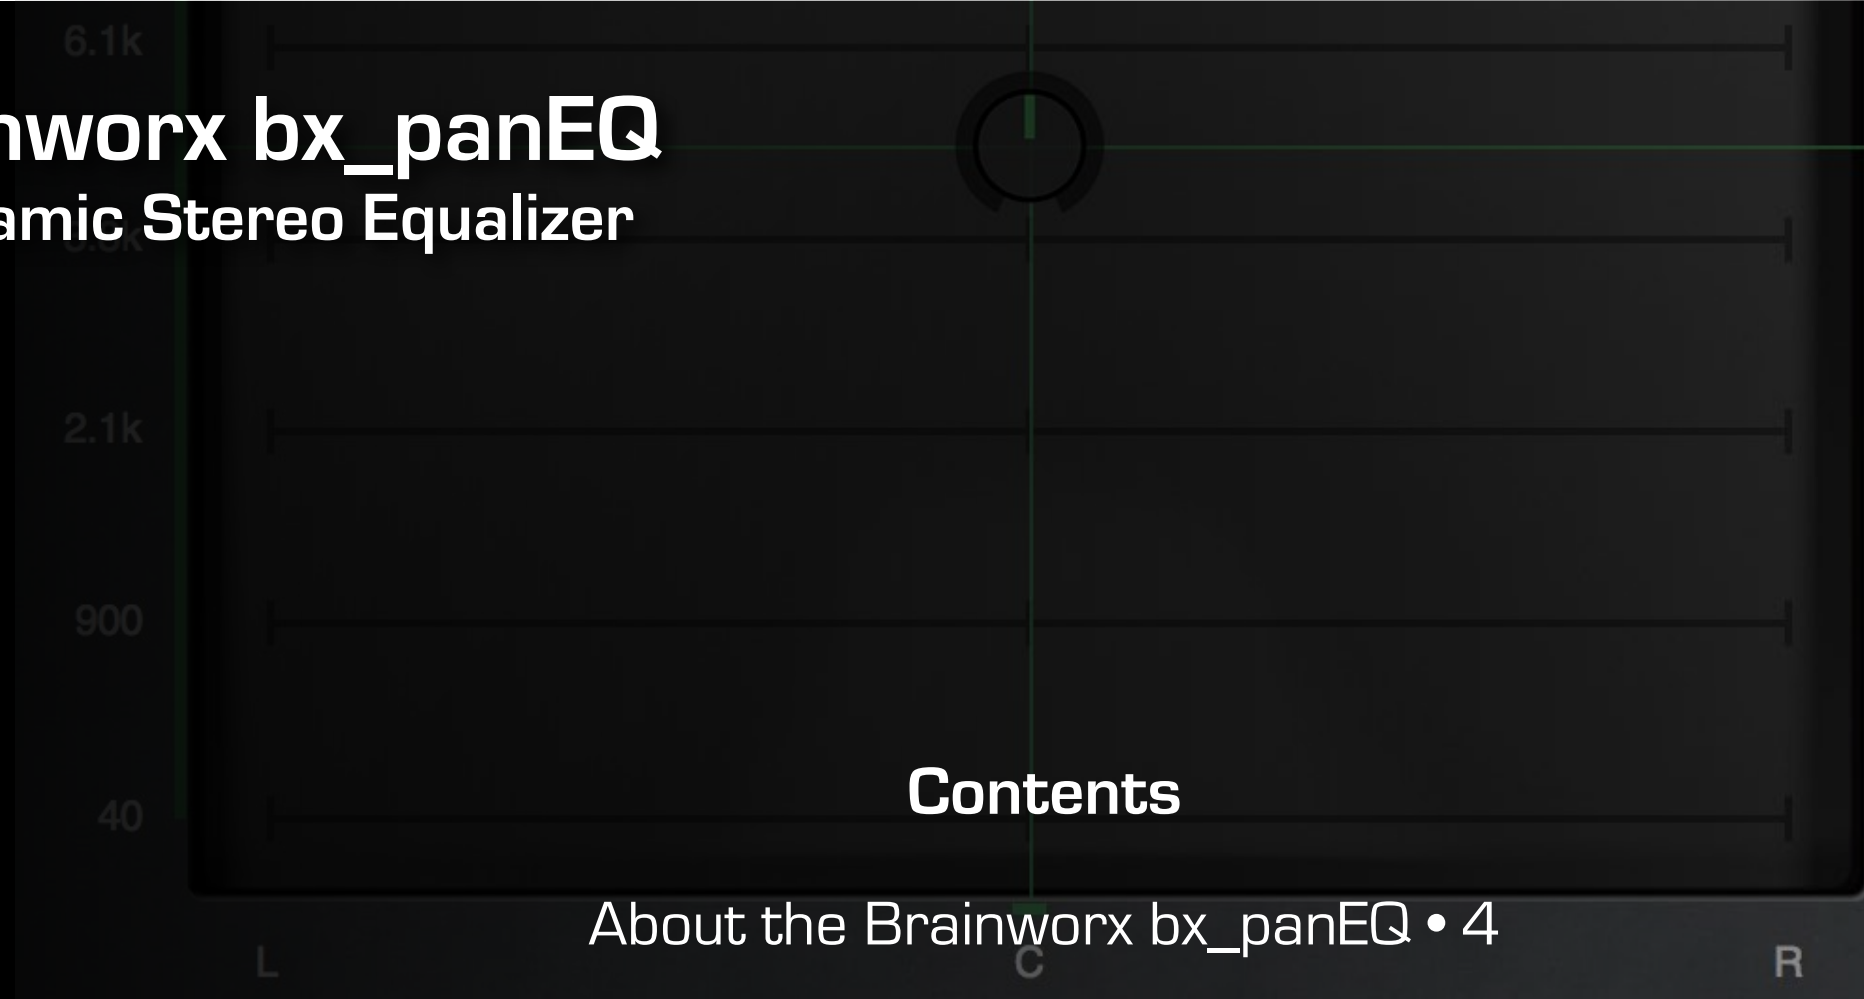 6.1k
nworx bx_panEQ
amic Stereo Equalizer
2.1k
900
40
Contents
About the Brainworx bx_panEQ • 4
L C R